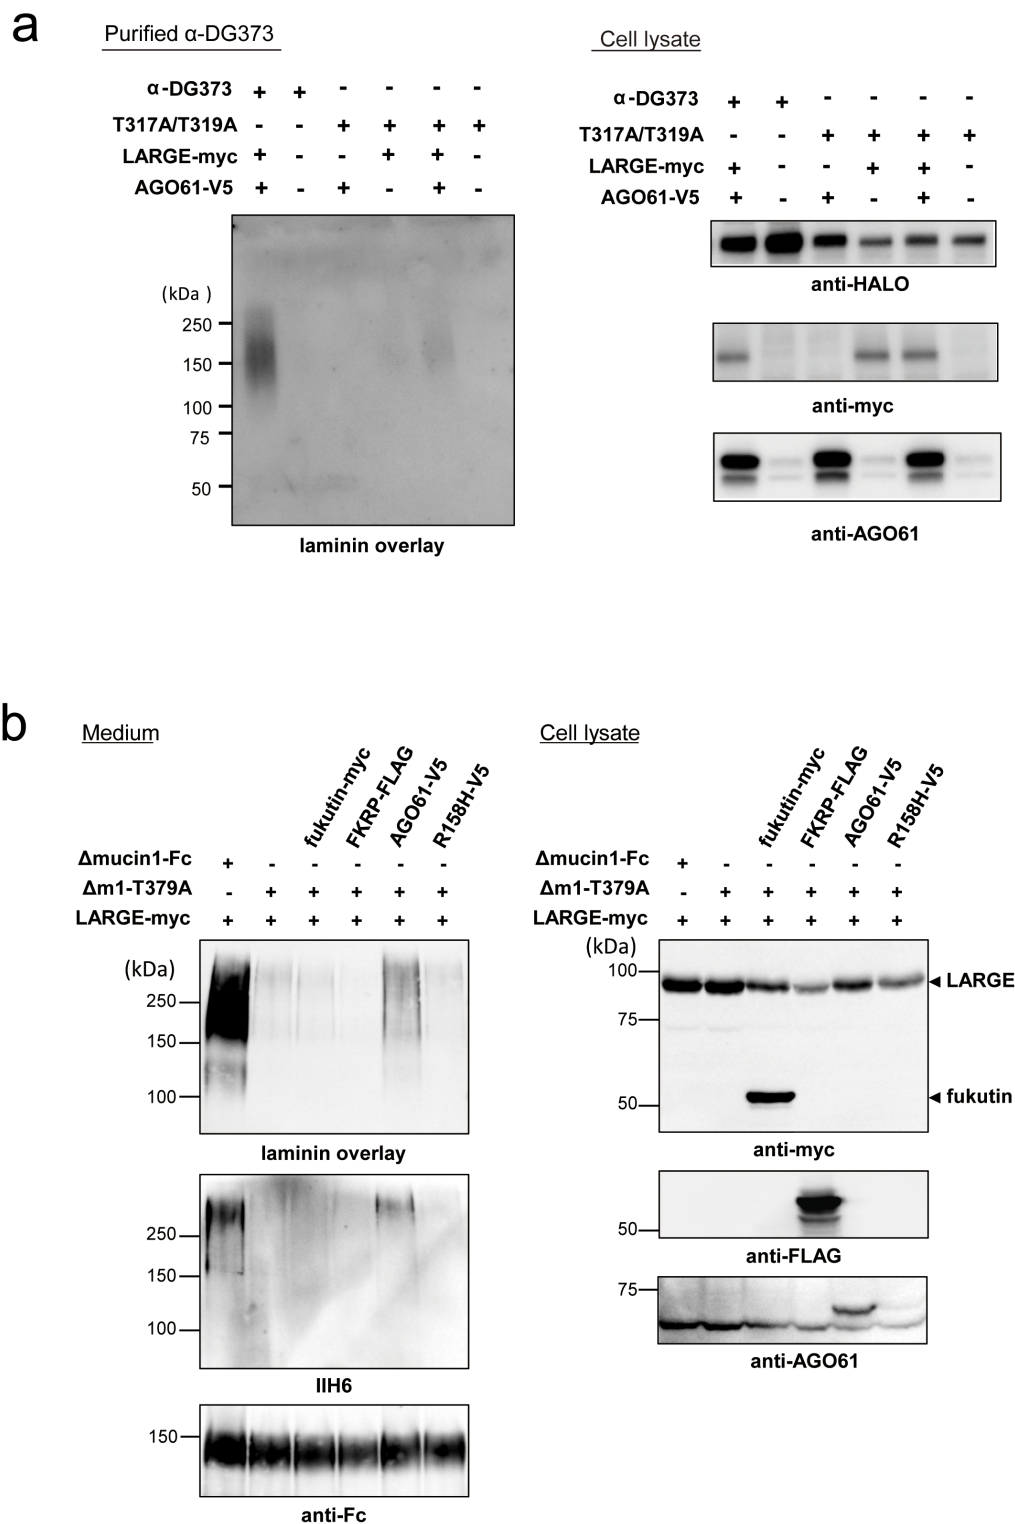 a
Purified α-DG373
α-DG373 + + - - - -
T317A/T319A - - + + + +
LARGE-myc + - - + + -
AGO61-V5 + - + - + -
(kDa )
250
150
100
75
50
laminin overlay
Cell lysate
α-DG373 + + - - - -
T317A/T319A - - + + + +
LARGE-myc + - - + + -
AGO61-V5 + - + - + -
anti-HALO
anti-myc
anti-AGO61
b
Medium
fukutin-myc
FKRP-FLAG
AGO61-V5
R158H-V5
Δmucin1-Fc + - - - - -
Δm1-T379A - + + + + +
LARGE-myc + + + + + +
(kDa)
250
150
100
laminin overlay
250
150
100
IIH6
150
anti-Fc
Cell lysate
fukutin-myc
FKRP-FLAG
AGO61-V5
R158H-V5
Δmucin1-Fc + - - - - -
Δm1-T379A - + + + + +
LARGE-myc + + + + + +
(kDa)
100
LARGE
75
fukutin
50
anti-myc
50
anti-FLAG
75
anti-AGO61